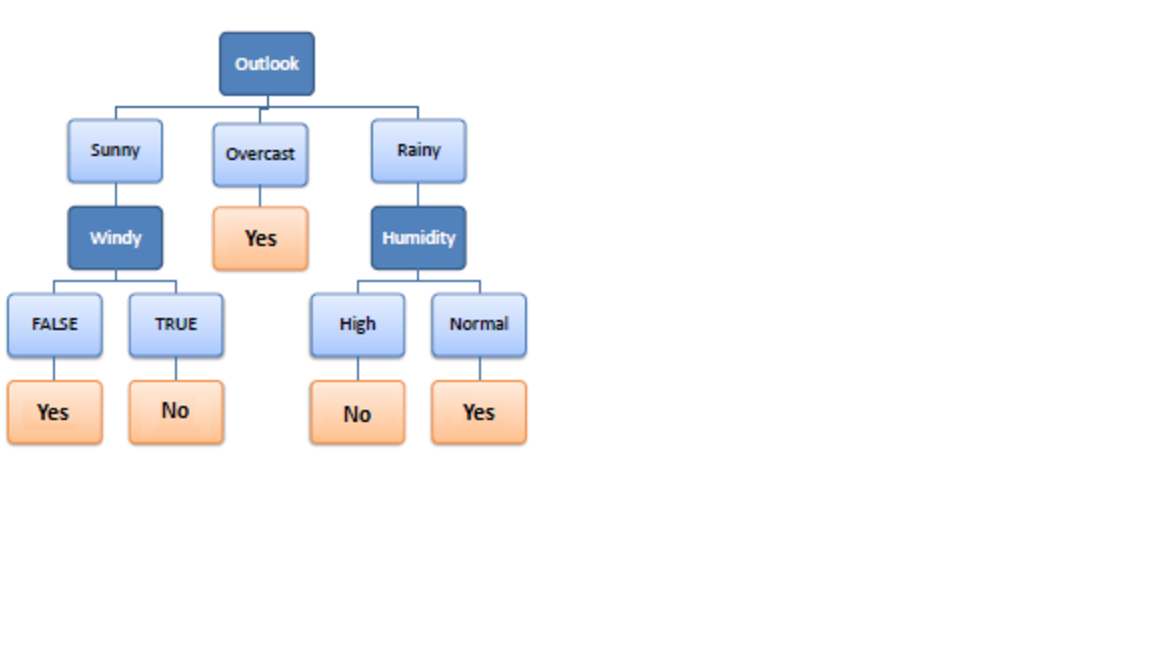 Outlook
Sunny
Overcast
Rainy
Windy
Yes
Humidity
FALSE
TRUE
High
Normal
Yes
No
No
Yes